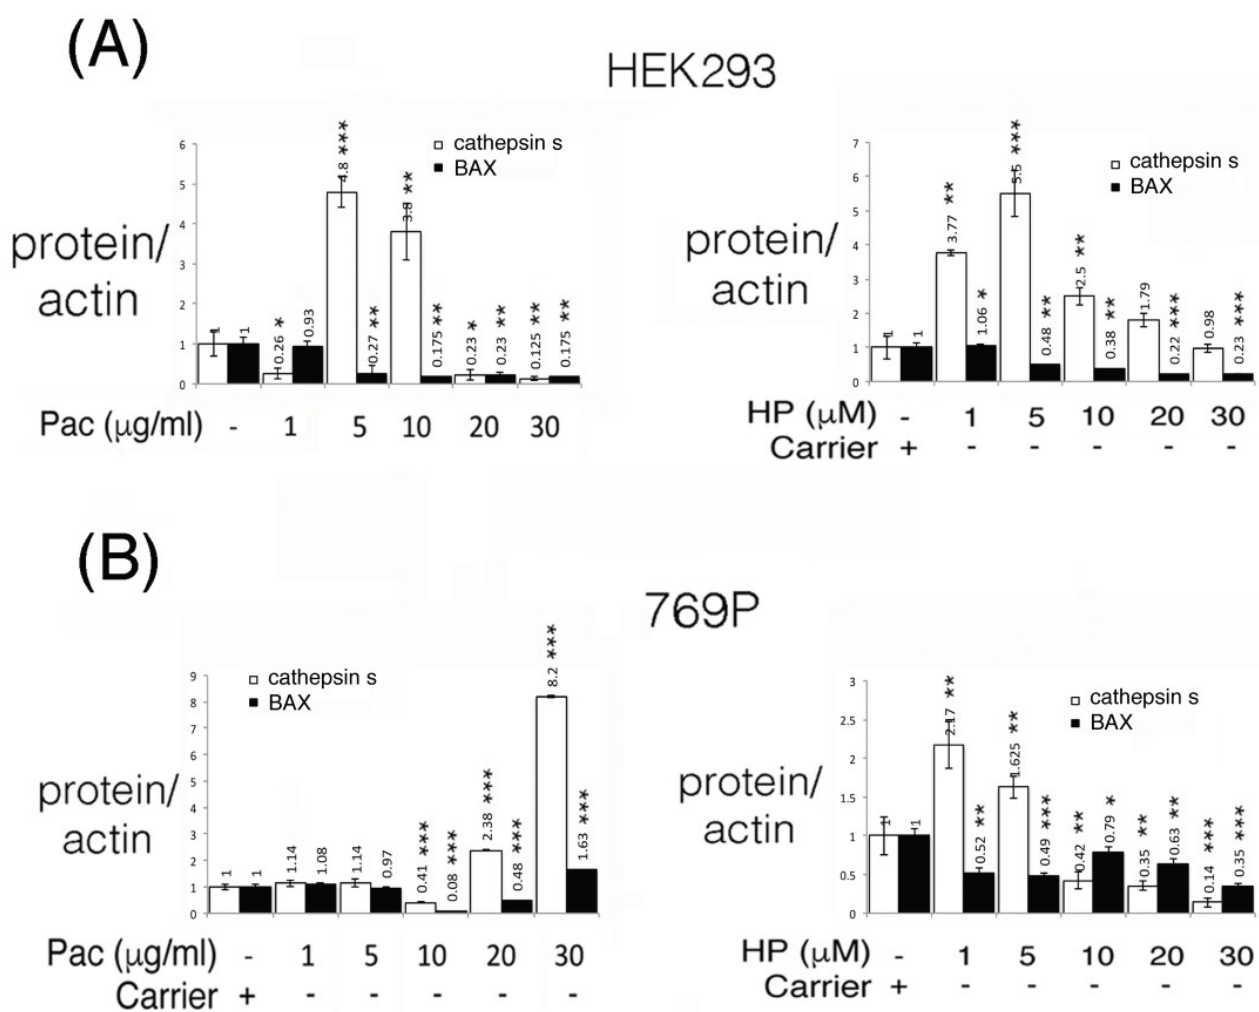 (A)
HEK293
cathepsin s
BAX
6
5
4
3
2
1
0
protein/
actin
1
1
0.26 *
0.93
4.8 ***
0.27 **
3.8 **
0.175 **
0.23 *
0.23 **
0.125 **
0.175 **
Pac (μg/ml) - 1 5 10 20 30
cathepsin s
BAX
7
6
5
4
3
2
1
0
protein/
actin
1
1
3.77 **
1.06 *
5.5 ***
0.48 **
2.5 **
0.38 **
1.79
0.22 ***
0.98
0.23 ***
HP (μM) - 1 5 10 20 30
Carrier + - - - - -
(B)
769P
cathepsin s
BAX
9
8
7
6
5
4
3
2
1
0
protein/
actin
1
1
1.14
1.08
1.14
0.97
0.41 ***
0.08 ***
2.38 ***
0.48 ***
8.2 ***
1.63 ***
Pac (μg/ml) - 1 5 10 20 30
Carrier + - - - - -
cathepsin s
BAX
3
2.5
2
1.5
1
0.5
0
protein/
actin
1
1
2.17 **
0.52 **
1.625 **
0.49 ***
0.42 **
0.79 *
0.35 **
0.63 **
0.14 ***
0.35 ***
HP (μM) - 1 5 10 20 30
Carrier + - - - - -